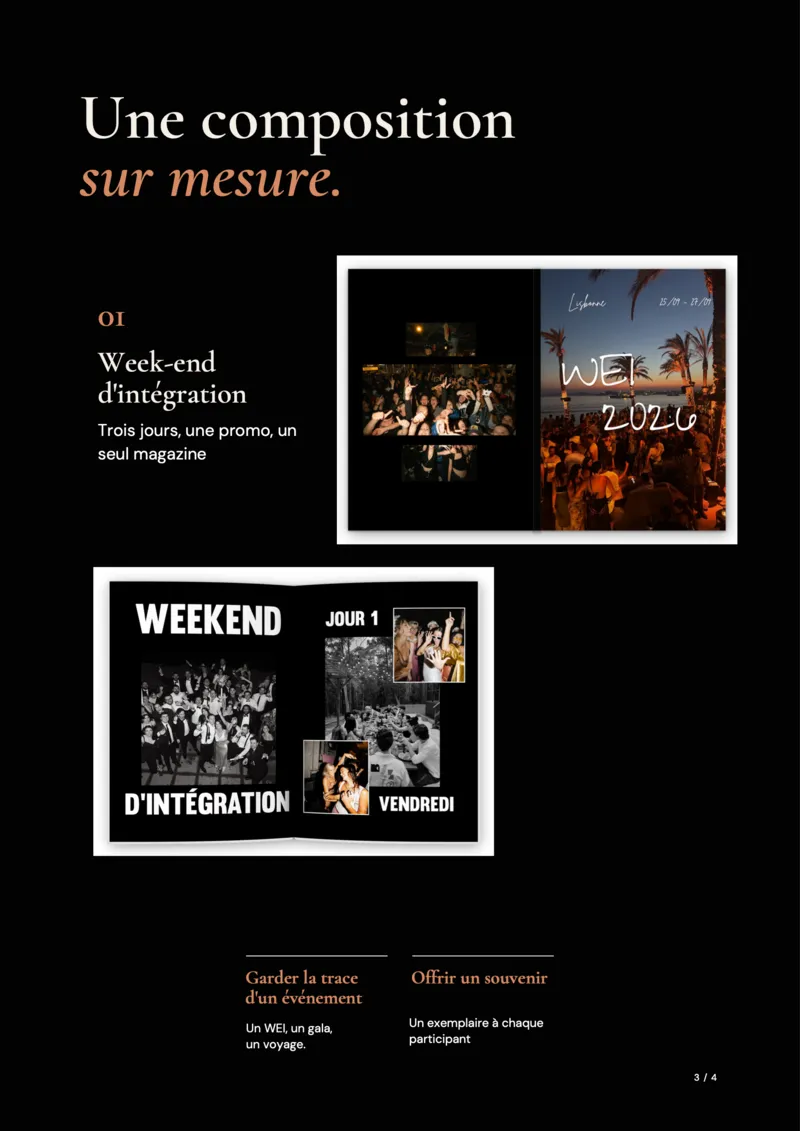 Une composition
sur mesure.
01
Week-end
d'intégration
Trois jours, une promo, un
seul magazine
Lisbonne
25/09 - 27/09
WEI
2026
WEEKEND
D'INTÉGRATION
JOUR 1
VENDREDI
Garder la trace
d'un événement
Un WEI, un gala,
un voyage.
Offrir un souvenir
Un exemplaire à chaque
participant
3 / 4